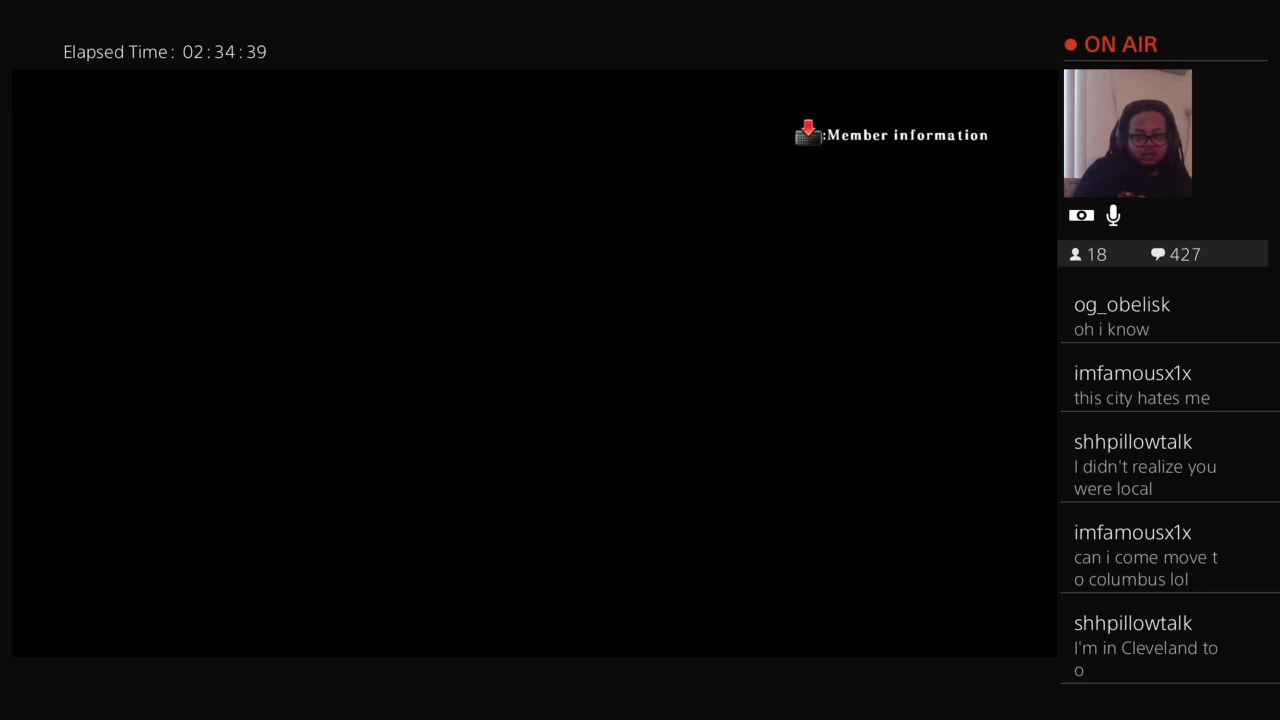 Elapsed Time: 02:34:39
ON AIR
:Member information
18 427
og_obelisk
oh i know
imfamousx1x
this city hates me
shhpillowtalk
I didn't realize you
were local
imfamousx1x
can i come move t
o columbus lol
shhpillowtalk
I'm in Cleveland to
o